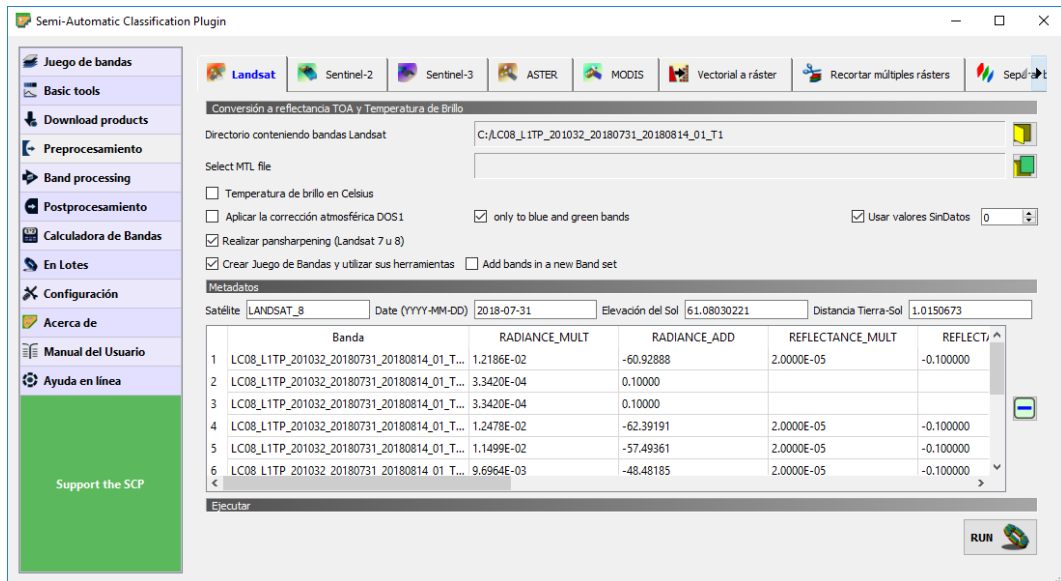 Semi-Automatic Classification Plugin
Juego de bandas
Basic tools
Download products
Preprocesamiento
Band processing
Postprocesamiento
Calculadora de Bandas
En Lotes
Configuración
Acerca de
Manual del Usuario
Ayuda en línea
Support the SCP
Landsat Sentinel-2 Sentinel-3 ASTER MODIS Vectorial a ráster Recortar múltiples rásters
Conversión a reflectancia TOA y Temperatura de Brillo
Directorio conteniendo bandas Landsat C:/LC08_L1TP_201032_20180731_20180814_01_T1
Select MTL file
Temperatura de brillo en Celsius
Aplicar la corrección atmosférica DOS1 only to blue and green bands Usar valores SinDatos 0
Realizar pansharpening (Landsat 7 u 8)
Crear Juego de Bandas y utilizar sus herramientas Add bands in a new Band set
Metadatos
Satélite LANDSAT_8 Date (YYYY-MM-DD) 2018-07-31 Elevación del Sol 61.08030221 Distancia Tierra-Sol 1.0150673
Banda RADIANCE_MULT RADIANCE_ADD REFLECTANCE_MULT REFLECTA
1 LC08_L1TP_201032_20180731_20180814_01_T... 1.2186E-02 -60.92888 2.0000E-05 -0.100000
2 LC08_L1TP_201032_20180731_20180814_01_T... 3.3420E-04 0.10000
3 LC08_L1TP_201032_20180731_20180814_01_T... 3.3420E-04 0.10000
4 LC08_L1TP_201032_20180731_20180814_01_T... 1.2478E-02 -62.39191 2.0000E-05 -0.100000
5 LC08_L1TP_201032_20180731_20180814_01_T... 1.1499E-02 -57.49361 2.0000E-05 -0.100000
6 LC08_L1TP_201032_20180731_20180814_01_T... 9.6964E-03 -48.48185 2.0000E-05 -0.100000
Ejecutar
RUN